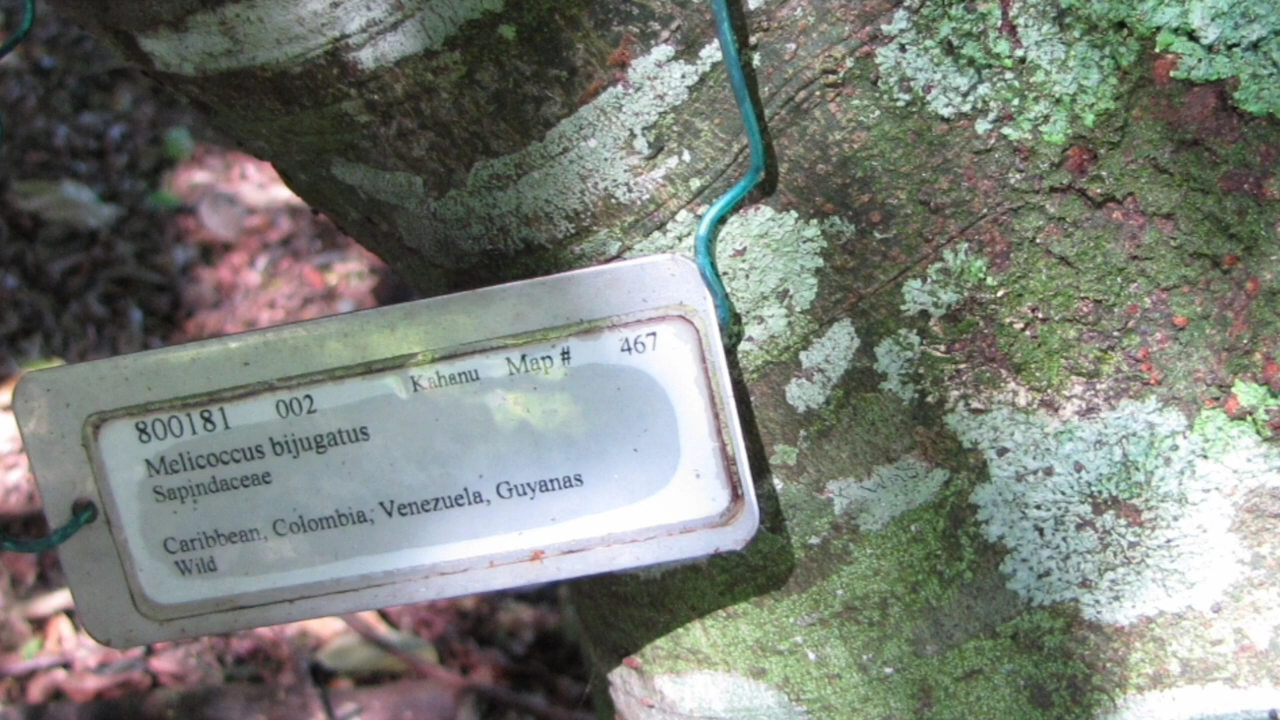 800181 002 Kahanu Map # 467
Melicoccus bijugatus
Sapindaceae
Caribbean, Colombia, Venezuela, Guyanas
Wild